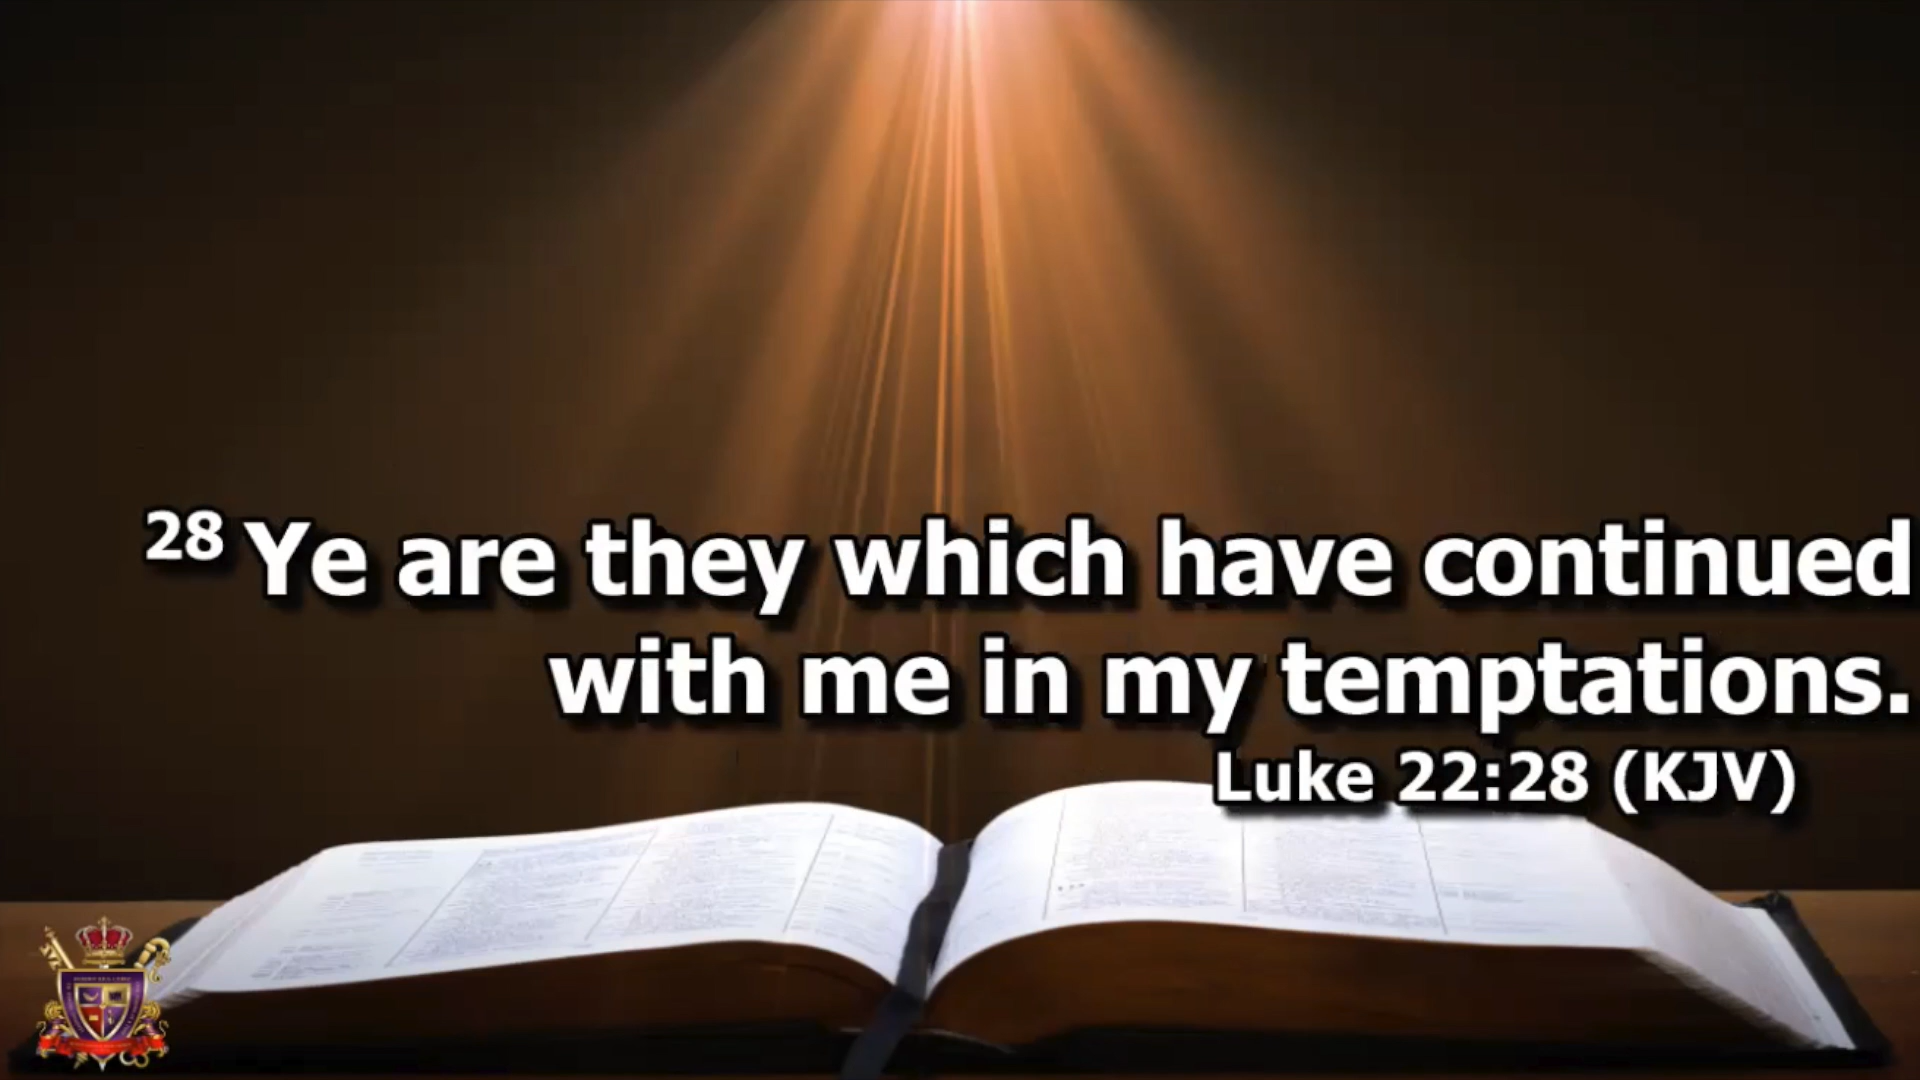 28 Ye are they which have continued
with me in my temptations.
Luke 22:28 (KJV)